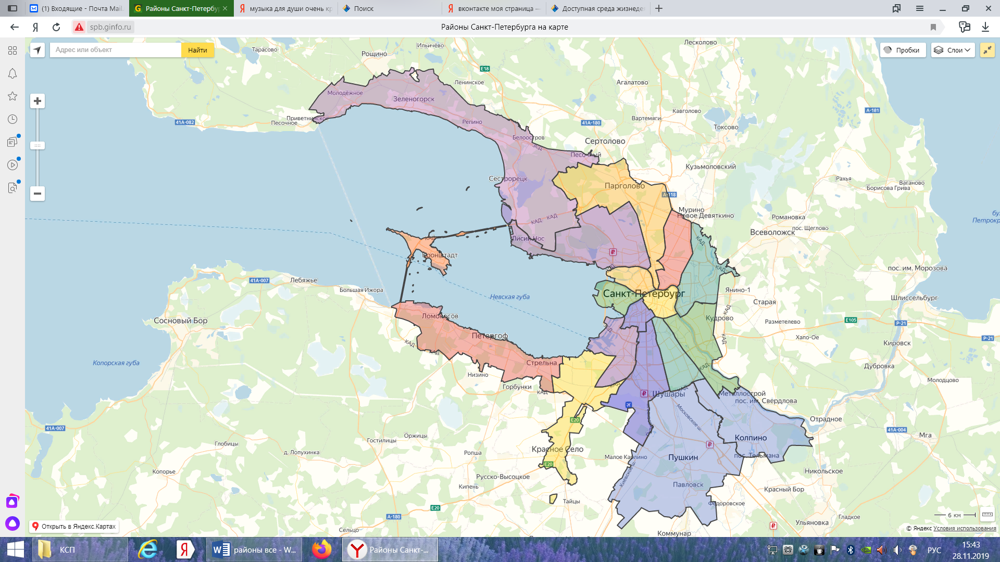 (1) Входящие - Почта Mail
Районы Санкт-Петербу
музыка для души очень кр
Поиск
вконтакте моя страница —
Доступная среда жизнеде
spb.ginfo.ru
Районы Санкт-Петербурга на карте
Адрес или объект
Найти
Пробки
Слои
Лесколово
Ильичёво
Тарасово
Рощино
E18
Ленинское
Агалатово
Молодёжное
Зеленогорск
А-181
Кавголово
Приветнинское
Песочное
41А-082
Репино
41А-180
Вартемяги
Токсово
Белоостров
ЗСД
Сертолово
Песочный
Кузьмоловский
Сестрорецк
Парголово
Рахья
Ваганово
Борисова Грива
А-118
Мурино
Новое Девяткино
Романовка
КАД
КАД
Всеволожск
пос. Щеглово
Петрокр
КАД
Лисий Нос
КАД
Кронштадт
КАД
пос. им. Морозова
41А-007
Лебяжье
Большая Ижора
Невская губа
Санкт-Петербург
Янино-1
Старая
Шлиссельбург
КАД
Ломоносов
Кудрово
Сосновый Бор
E105
Р-21
Разметелево
ЗСД
Петергоф
КАД
Хапо-Ое
Р-21
КАД
Кировск
КАД
Копорская губа
Стрельна
КАД
Дубровка
Низино
Горбунки
КАД
КАД
КАД
Молодцово
Шушары
Металлострой
пос. им. Свердлова
Московское ш.
E20
Отрадное
41А-007
41А-004
Мга
Оржицы
Гостилицы
Глобицы
Колпино
Красное Село
д. Лопухинка
Ропша
Малое Карлино
Пушкин
пос. Тельмана
E20
Киевское ш.
Копорье
Русско-Высоцкое
Никольское
Кипень
Павловск
Красный Бор
Тайцы
Федоровское
E20
А-180
6 км
Гладкое
Ульяновка
Открыть в Яндекс.Картах
Сельцо
Коммунар
© Яндекс Условия использования
КСП
районы все - W...
Районы Санкт-...
РУС
15:43
28.11.2019